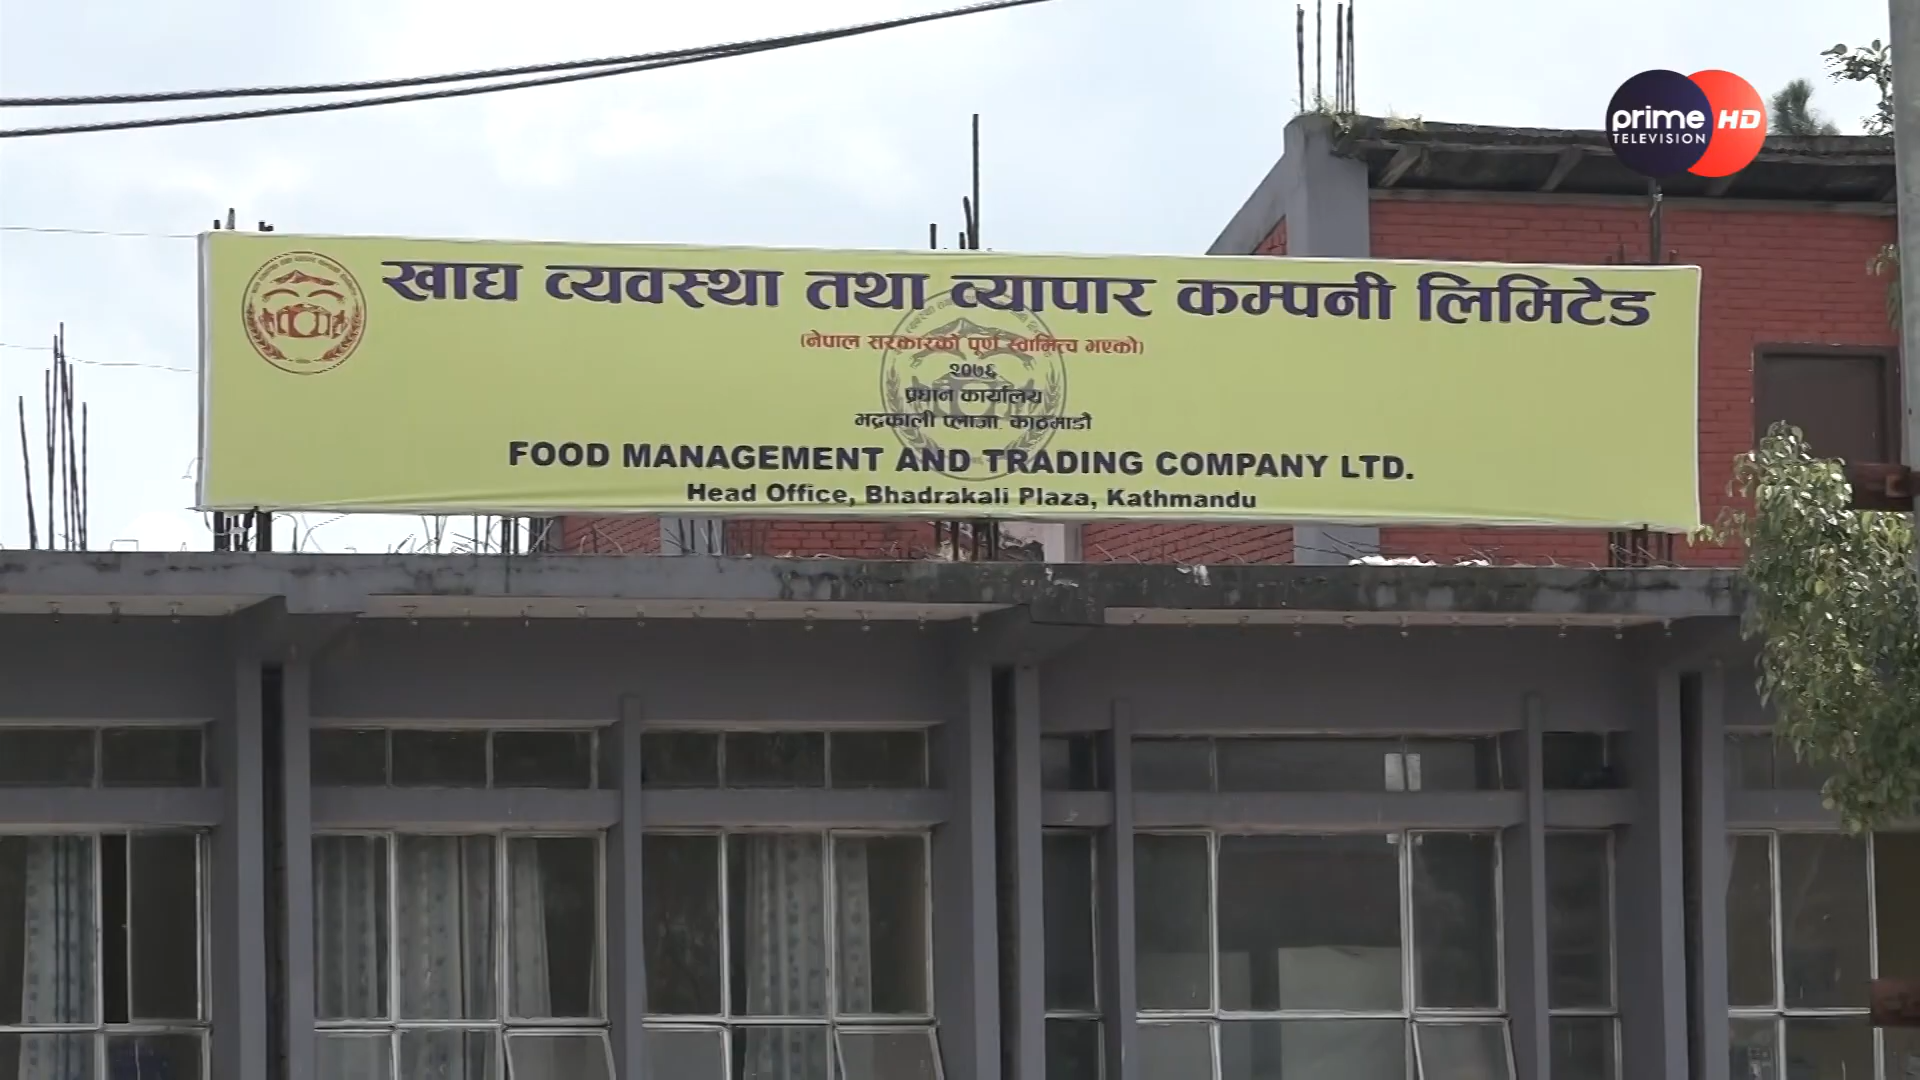 prime HD
TELEVISION
खाद्य व्यवस्था तथा व्यापार कम्पनी लिमिटेड
(नेपाल सरकारको पूर्ण स्वामित्व भएको)
२०७६
प्रधान कार्यालय
भद्रकाली प्लाजा, काठमाडौं
FOOD MANAGEMENT AND TRADING COMPANY LTD.
Head Office, Bhadrakali Plaza, Kathmandu